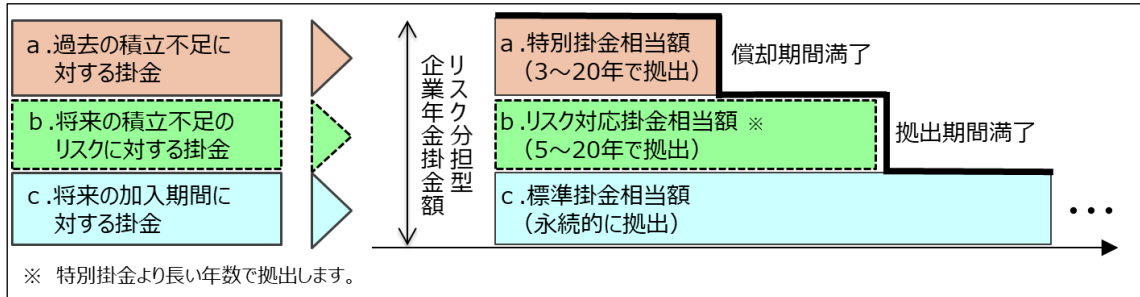 a.過去の積立不足に
対する掛金
b.将来の積立不足の
リスクに対する掛金
c.将来の加入期間に
対する掛金
リスク分担型
企業年金掛金額
a.特別掛金相当額
(3~20年で拠出)
償却期間満了
b.リスク対応掛金相当額 ※
(5~20年で拠出)
拠出期間満了
c.標準掛金相当額
(永続的に拠出)
・・・
※ 特別掛金より長い年数で拠出します。